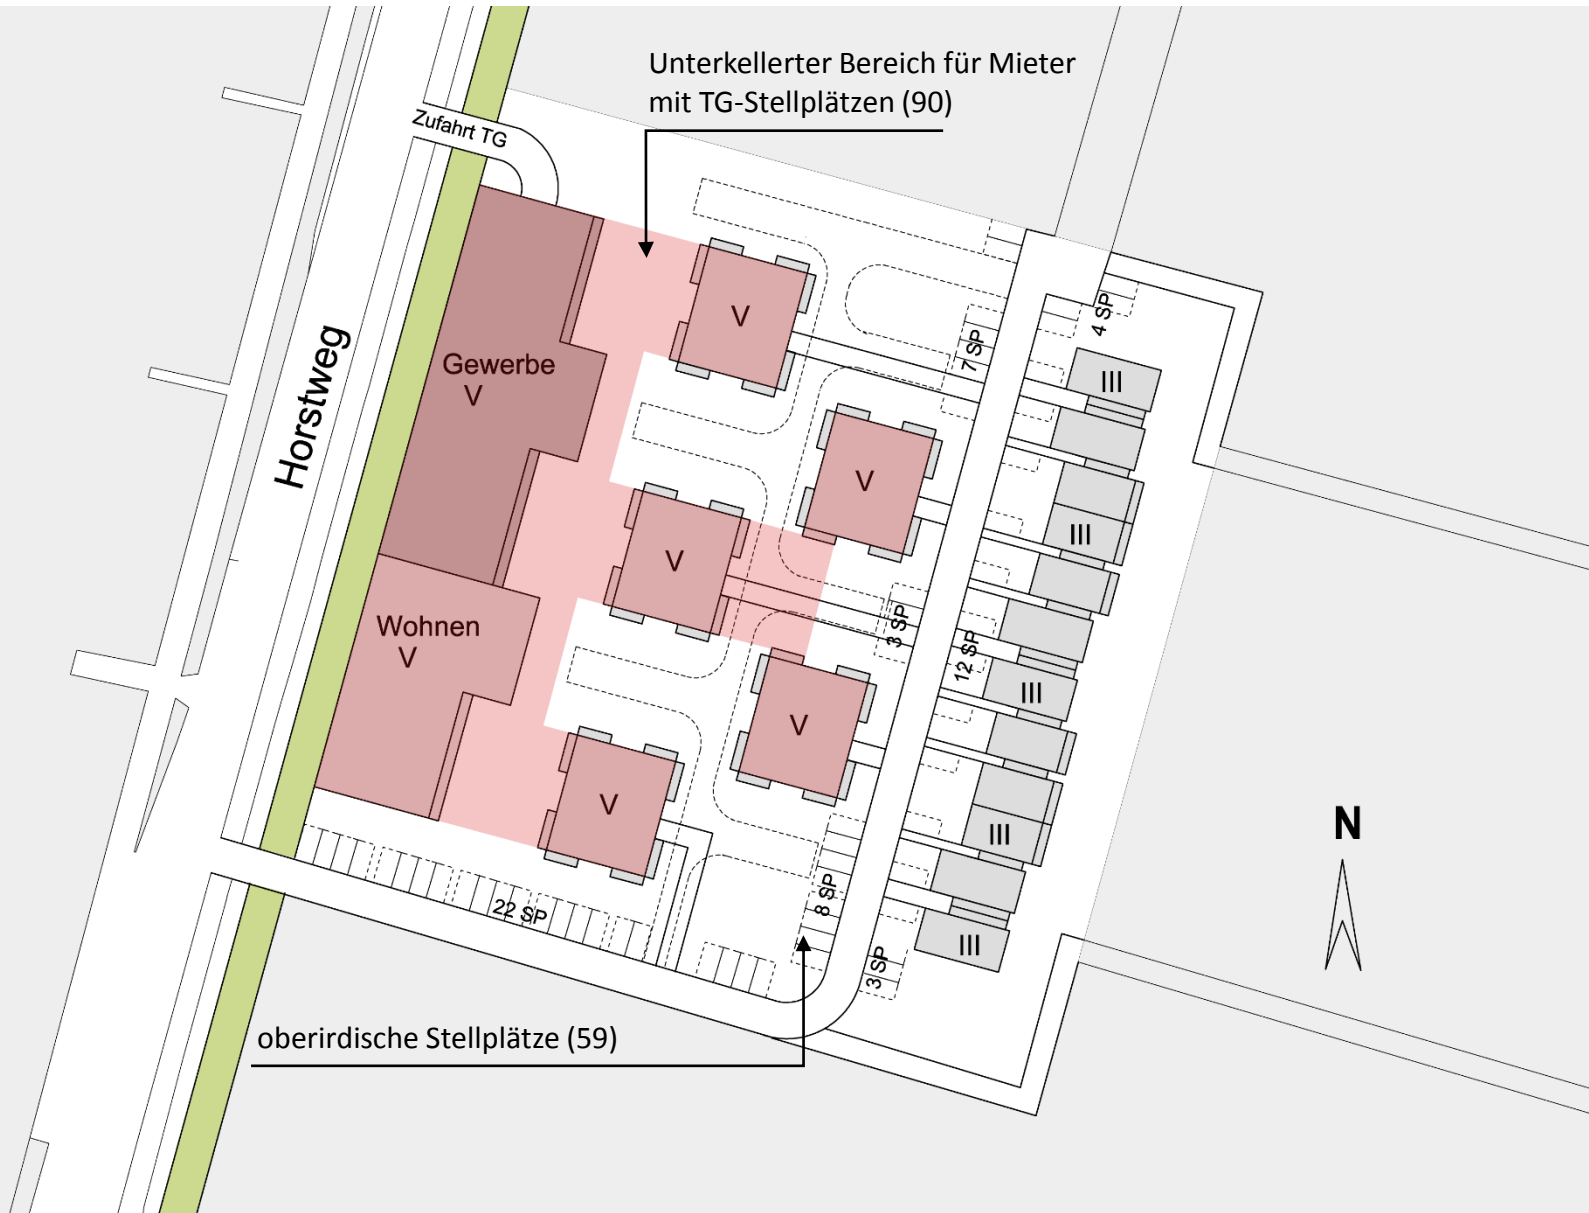 Unterkellerter Bereich für Mieter
mit TG-Stellplätzen (90)
Zufahrt TG
Horstweg
Gewerbe
V
Wohnen
V
V
V
V
V
V
7 SP
4 SP
III
III
3 SP
12 SP
III
III
III
8 SP
22 SP
3 SP
N
oberirdische Stellplätze (59)